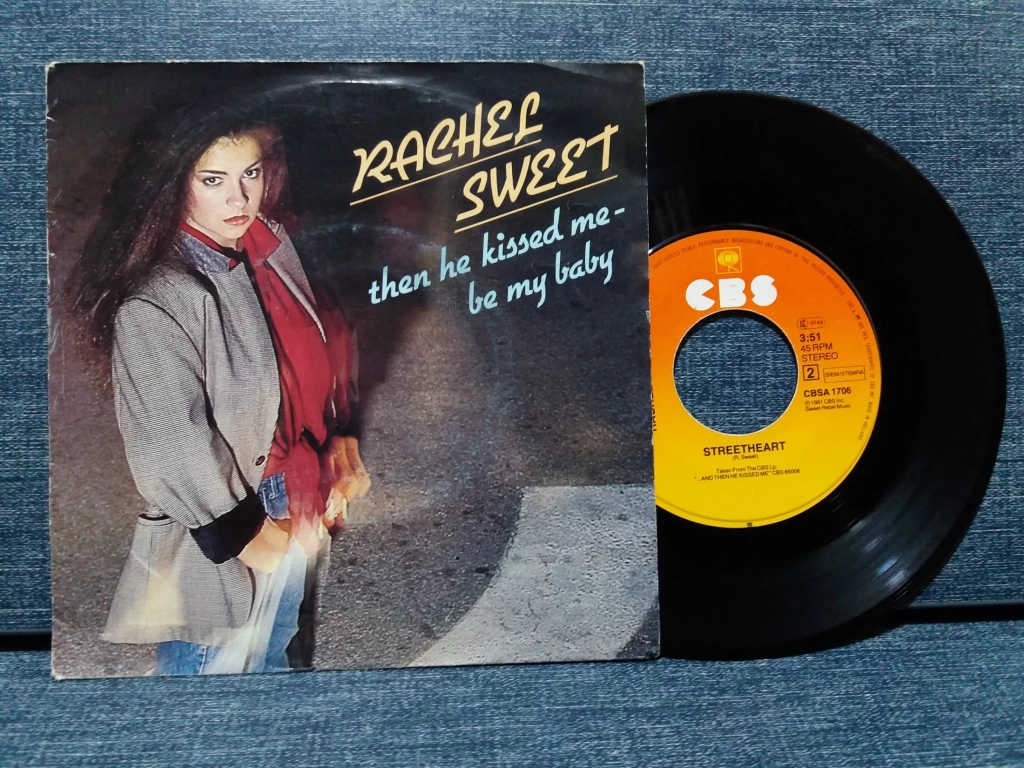 RACHEL
SWEET
then he kissed me-
be my baby
CBS
3:51
45 RPM
STEREO
2
BIEM/STEMRA
CBSA 1706
℗ 1981 CBS Inc.
Sweet Rebel Music.
STREETHEART
(R. Sweet)
Taken From The CBS Lp:
"...AND THEN HE KISSED ME" CBS 85006